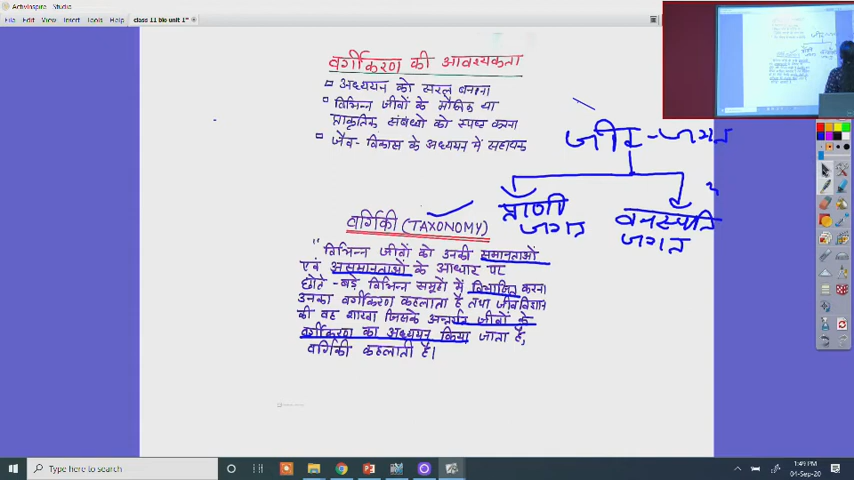 ActivInspire - Studio
File Edit View Insert Tools Help
class 11 bio unit 1*
वर्गीकरण की आवश्यकता
अध्ययन को सरल बनाना
विभिन्न जीवों के मौलिक या
प्राकृतिक संबंधो को स्पष्ट करना
जैव - विकास के अध्ययन में सहायक
जीव - जगत
प्राणी
जगत
वनस्पति
जगत
वर्गिकी (TAXONOMY)
"विभिन्न जीवों को उनकी समानताओं
एवं असमानताओं के आधार पर
छोटे - बड़े विभिन्न समूहों में विभाजित करना
उनका वर्गीकरण कहलाता है तथा जीवविज्ञान
की वह शाखा जिसके अन्तर्गत जीवों के
वर्गीकरण का अध्ययन किया जाता है,
वर्गिकी कहलाती है।
Type here to search
1:49 PM
04-Sep-20